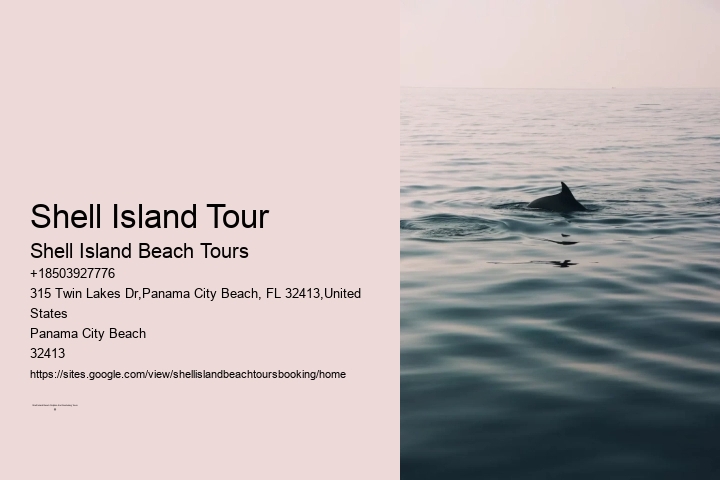 Shell Island Tour
Shell Island Beach Tours
+18503927776
315 Twin Lakes Dr,Panama City Beach, FL 32413,United
States
Panama City Beach
32413
https://sites.google.com/view/shellislandbeachtoursbooking/home